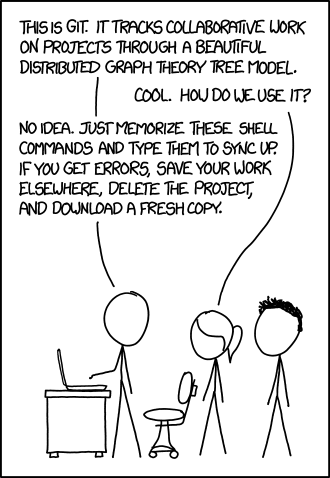 THIS IS GIT. IT TRACKS COLLABORATIVE WORK
ON PROJECTS THROUGH A BEAUTIFUL
DISTRIBUTED GRAPH THEORY TREE MODEL.
COOL. HOW DO WE USE IT?
NO IDEA. JUST MEMORIZE THESE SHELL
COMMANDS AND TYPE THEM TO SYNC UP.
IF YOU GET ERRORS, SAVE YOUR WORK
ELSEWHERE, DELETE THE PROJECT,
AND DOWNLOAD A FRESH COPY.